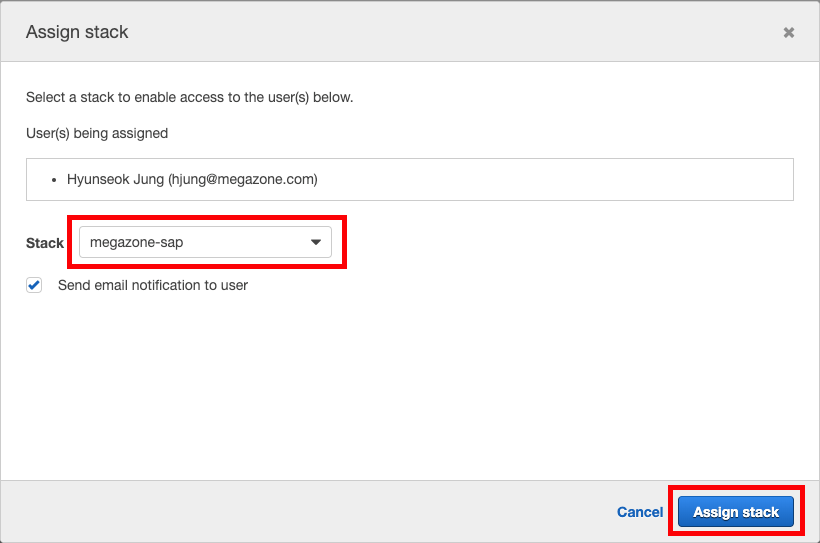 Assign stack
Select a stack to enable access to the user(s) below.
User(s) being assigned
• Hyunseok Jung (hjung@megazone.com)
Stack megazone-sap
Send email notification to user
Cancel Assign stack